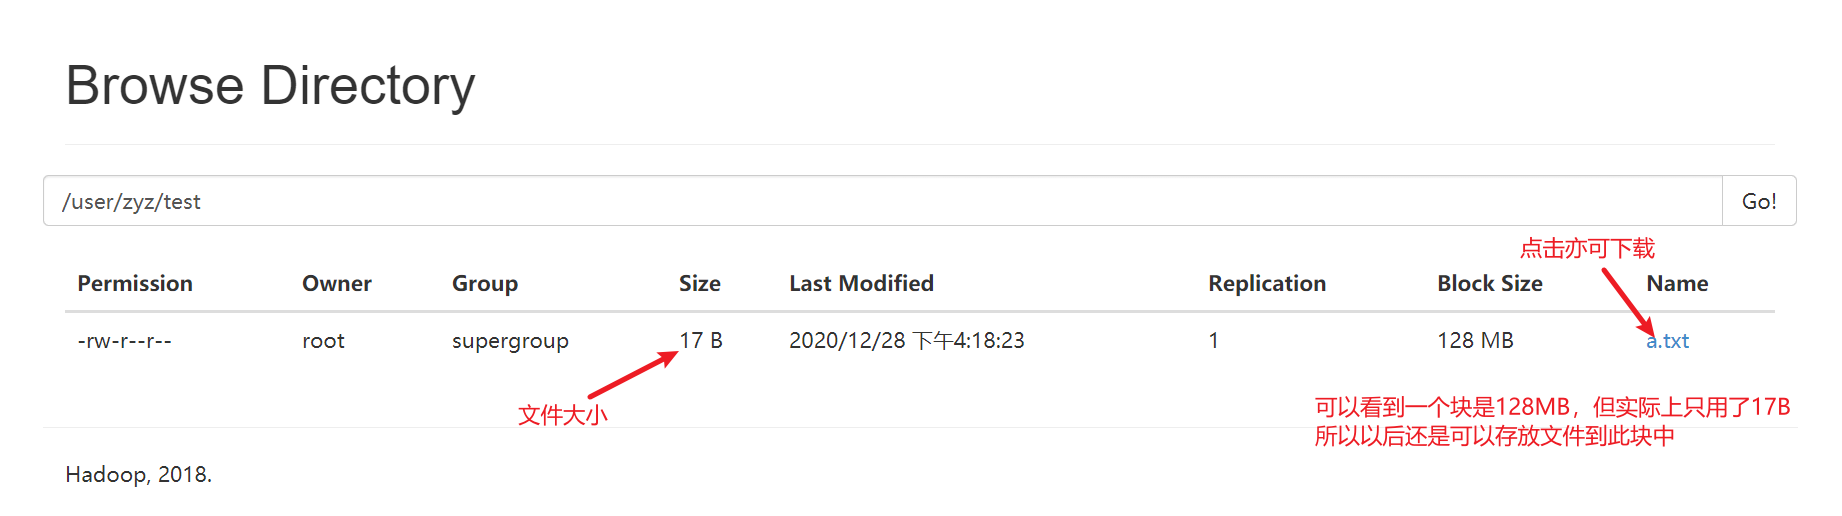 Browse Directory
/user/zyz/test
Go!
点击亦可下载
Permission Owner Group Size Last Modified Replication Block Size Name
-rw-r--r-- root supergroup 17 B 2020/12/28 下午4:18:23 1 128 MB a.txt
文件大小
可以看到一个块是128MB，但实际上只用了17B
所以以后还是可以存放文件到此块中
Hadoop, 2018.